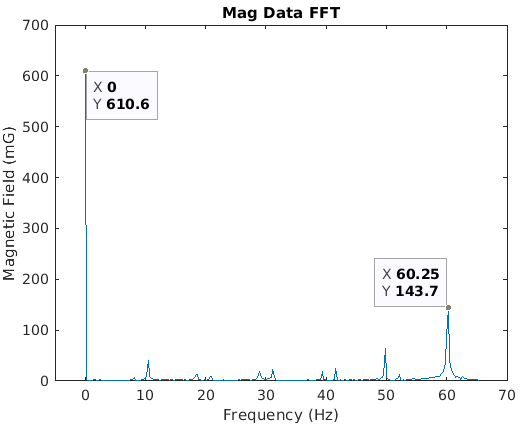 Mag Data FFT
700
600
500
400
300
200
100
0
Magnetic Field (mG)
X 0
Y 610.6
X 60.25
Y 143.7
0 10 20 30 40 50 60 70
Frequency (Hz)